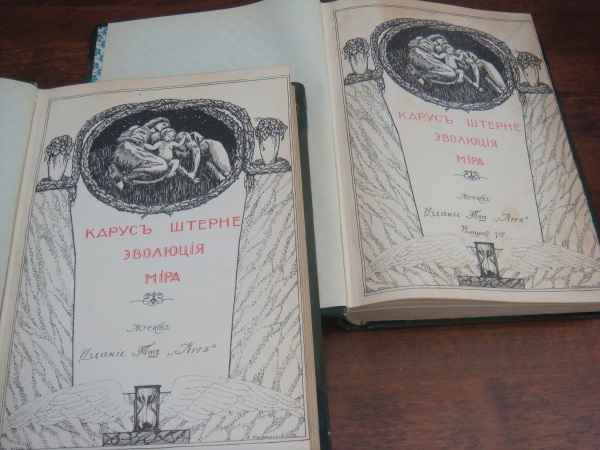 КАРУСЪ ШТЕРНЕ
ЭВОЛЮЦІЯ
МІРА
Москва
Изданіе Т-ва „Міръ“
КАРУСЪ ШТЕРНЕ
ЭВОЛЮЦІЯ
МІРА
Москва
Изданіе Т-ва „Міръ“